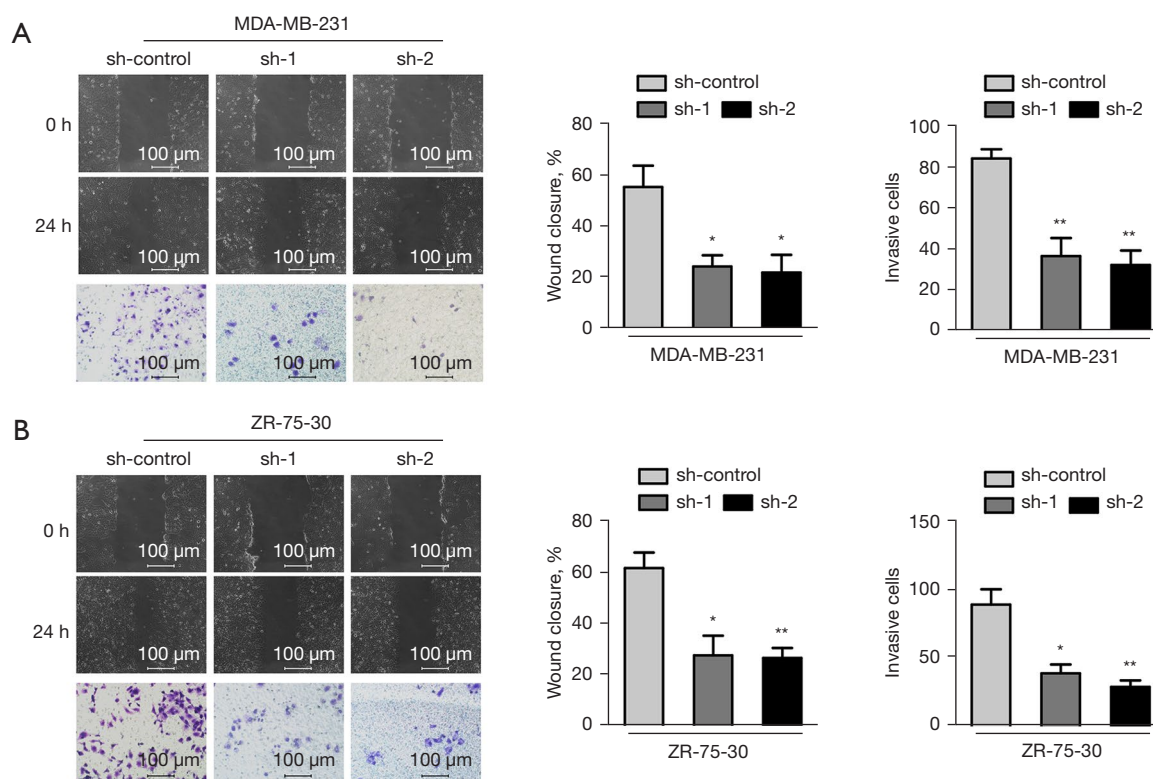 A
MDA-MB-231
sh-control sh-1 sh-2
0 h
100 µm 100 µm 100 µm
24 h
100 µm 100 µm 100 µm
100 µm 100 µm 100 µm
sh-control
sh-1 sh-2
Wound closure, %
80
60
40
20
0
* *
MDA-MB-231
sh-control
sh-1 sh-2
Invasive cells
100
80
60
40
20
0
** **
MDA-MB-231
B
ZR-75-30
sh-control sh-1 sh-2
0 h
100 µm 100 µm 100 µm
24 h
100 µm 100 µm 100 µm
100 µm 100 µm 100 µm
sh-control
sh-1 sh-2
Wound closure, %
80
60
40
20
0
* **
ZR-75-30
sh-control
sh-1 sh-2
Invasive cells
150
100
50
0
* **
ZR-75-30